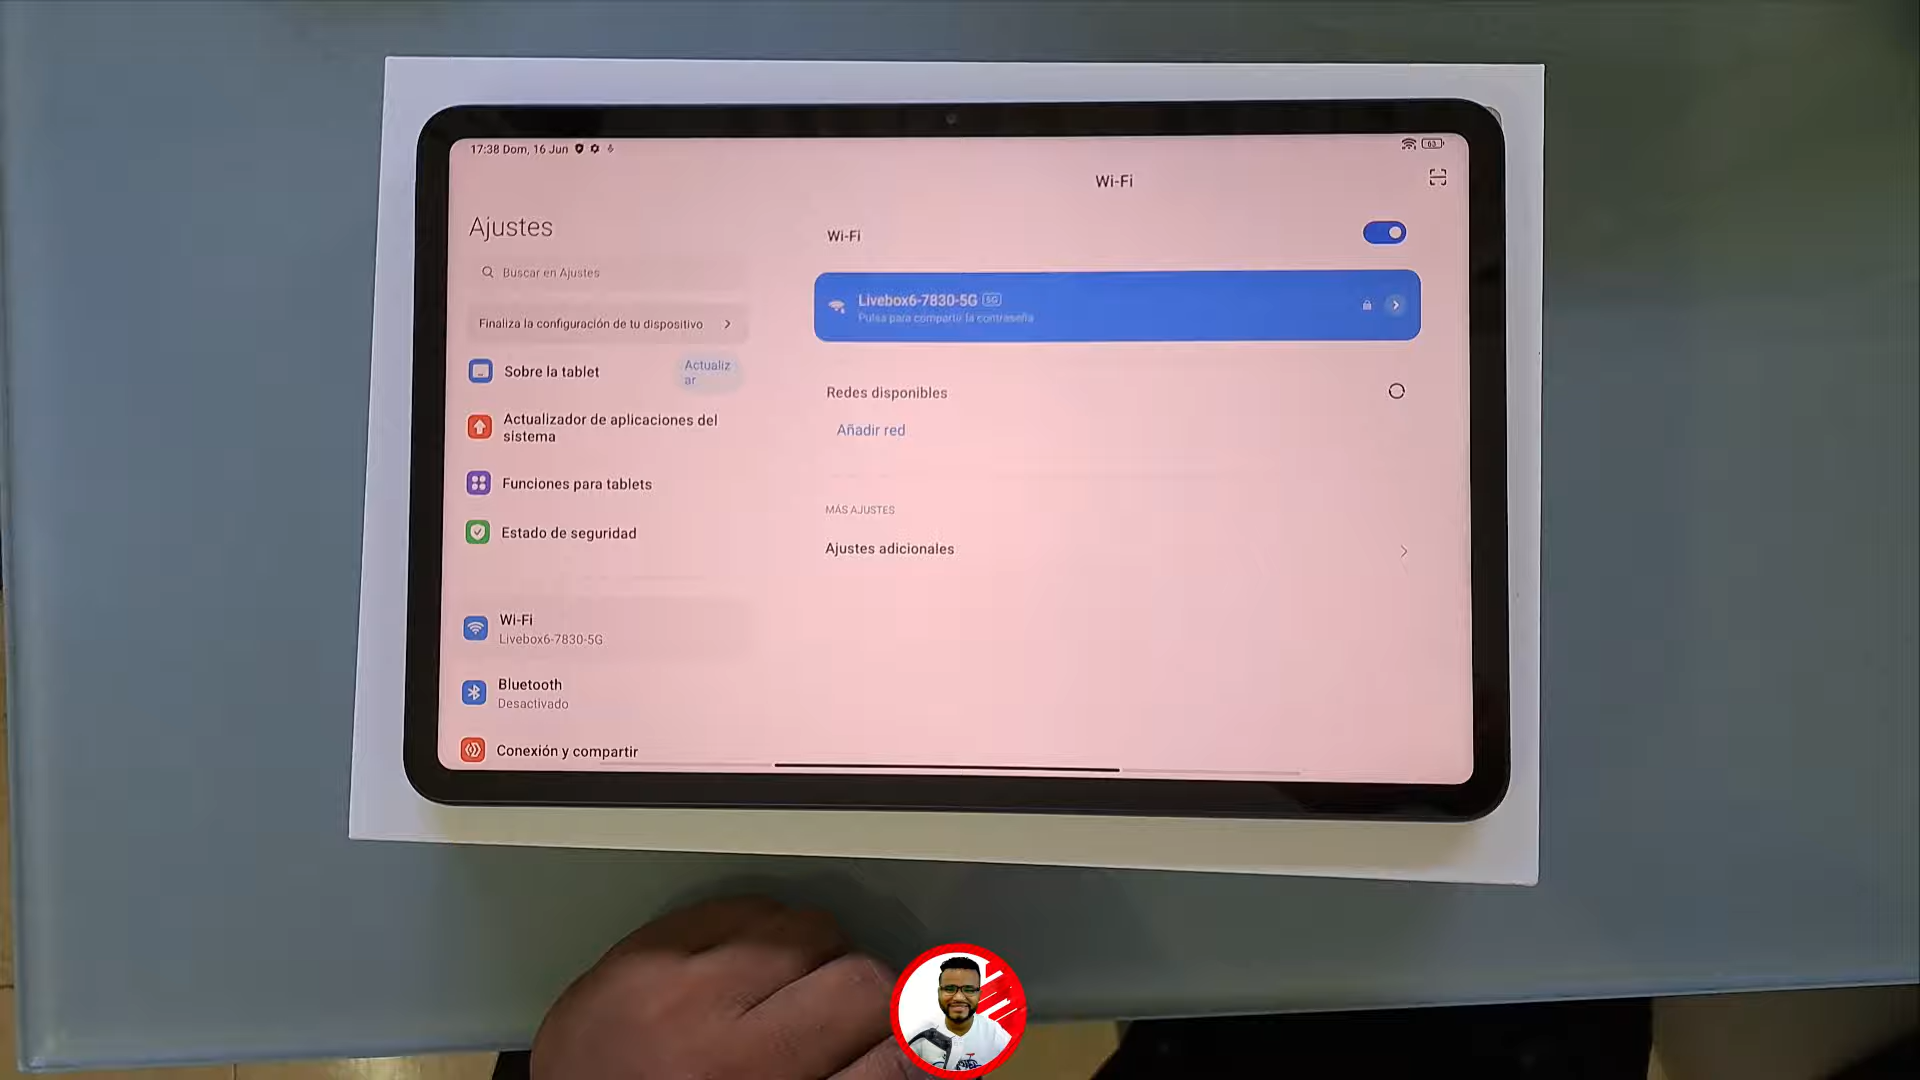 17:38 Dom, 16 Jun
63
Wi-Fi
Ajustes
Buscar en Ajustes
Finaliza la configuración de tu dispositivo
Sobre la tablet
Actualiz
ar
Actualizador de aplicaciones del
sistema
Funciones para tablets
Estado de seguridad
Wi-Fi
Livebox6-7830-5G
Bluetooth
Desactivado
Conexión y compartir
Wi-Fi
Livebox6-7830-5G 5G
Pulsa para compartir la contraseña
Redes disponibles
Añadir red
MÁS AJUSTES
Ajustes adicionales